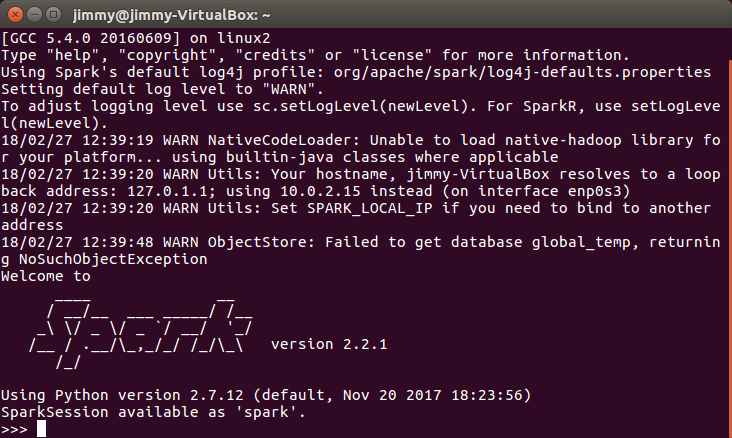 jimmy@jimmy-VirtualBox: ~
[GCC 5.4.0 20160609] on linux2
Type "help", "copyright", "credits" or "license" for more information.
Using Spark's default log4j profile: org/apache/spark/log4j-defaults.properties
Setting default log level to "WARN".
To adjust logging level use sc.setLogLevel(newLevel). For SparkR, use setLogLeve
l(newLevel).
18/02/27 12:39:19 WARN NativeCodeLoader: Unable to load native-hadoop library fo
r your platform... using builtin-java classes where applicable
18/02/27 12:39:20 WARN Utils: Your hostname, jimmy-VirtualBox resolves to a loop
back address: 127.0.1.1; using 10.0.2.15 instead (on interface enp0s3)
18/02/27 12:39:20 WARN Utils: Set SPARK_LOCAL_IP if you need to bind to another
address
18/02/27 12:39:48 WARN ObjectStore: Failed to get database global_temp, returnin
g NoSuchObjectException
Welcome to
      ____              __
     / __/__  ___ _____/ /__
    _\ \/ _ \/ _ `/ __/  '_/
   /__ / .__/\_,_/_/ /_/\_\   version 2.2.1
      /_/
Using Python version 2.7.12 (default, Nov 20 2017 18:23:56)
SparkSession available as 'spark'.
>>>